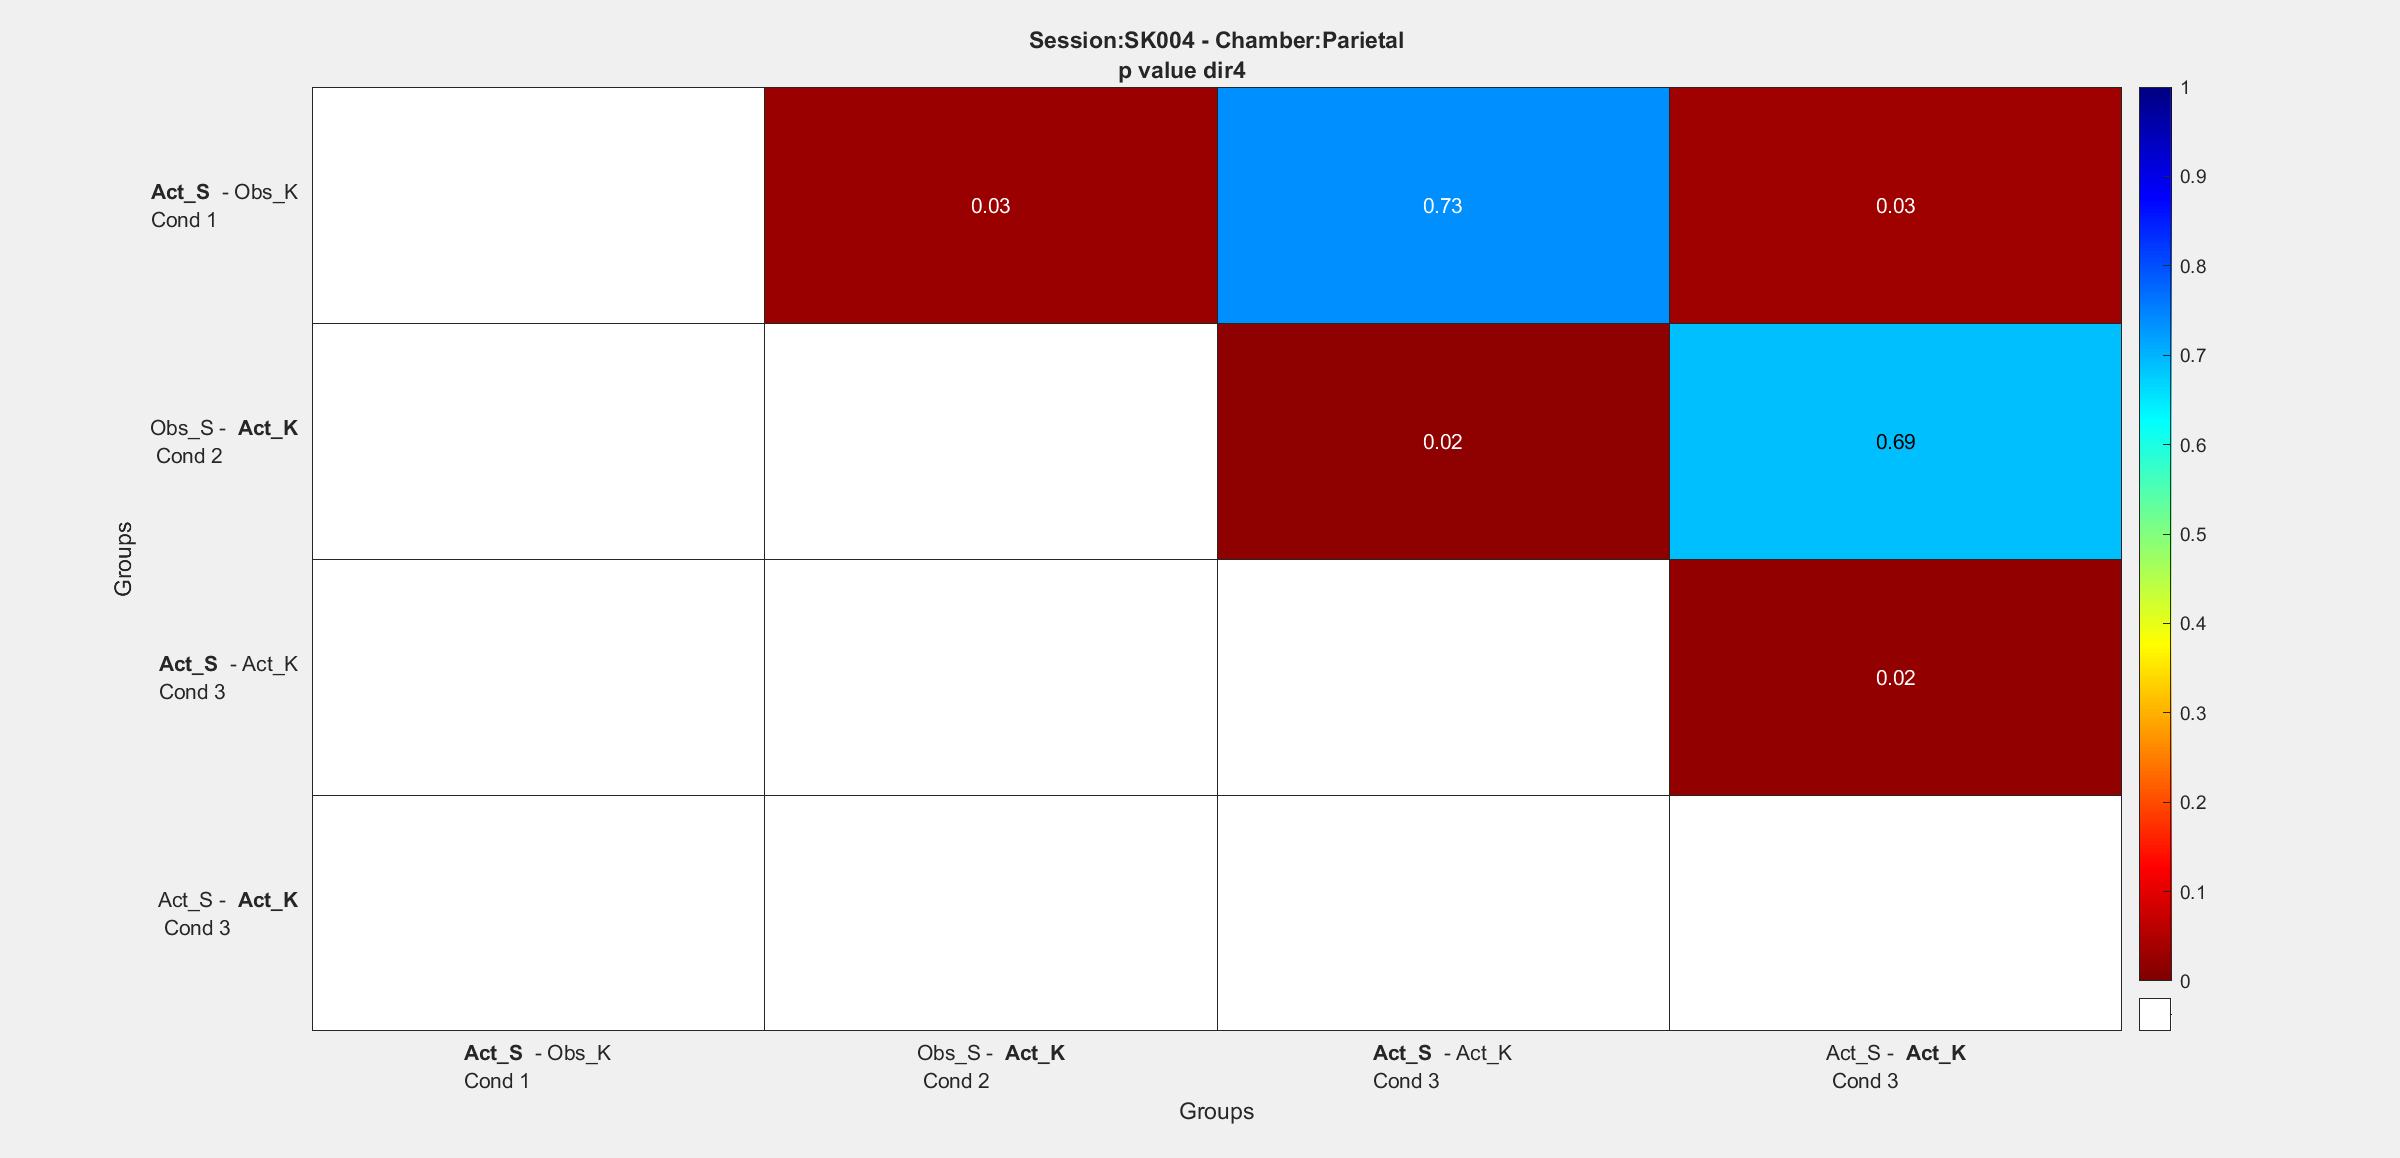 Session:SK004 - Chamber:Parietal
p value dir4
Act_S - Obs_K
Cond 1
0.03
0.73
0.03
Obs_S - Act_K
Cond 2
0.02
0.69
Groups
Act_S - Act_K
Cond 3
0.02
Act_S - Act_K
Cond 3
1
0.9
0.8
0.7
0.6
0.5
0.4
0.3
0.2
0.1
0
Act_S - Obs_K
Cond 1
Obs_S - Act_K
Cond 2
Act_S - Act_K
Cond 3
Act_S - Act_K
Cond 3
Groups